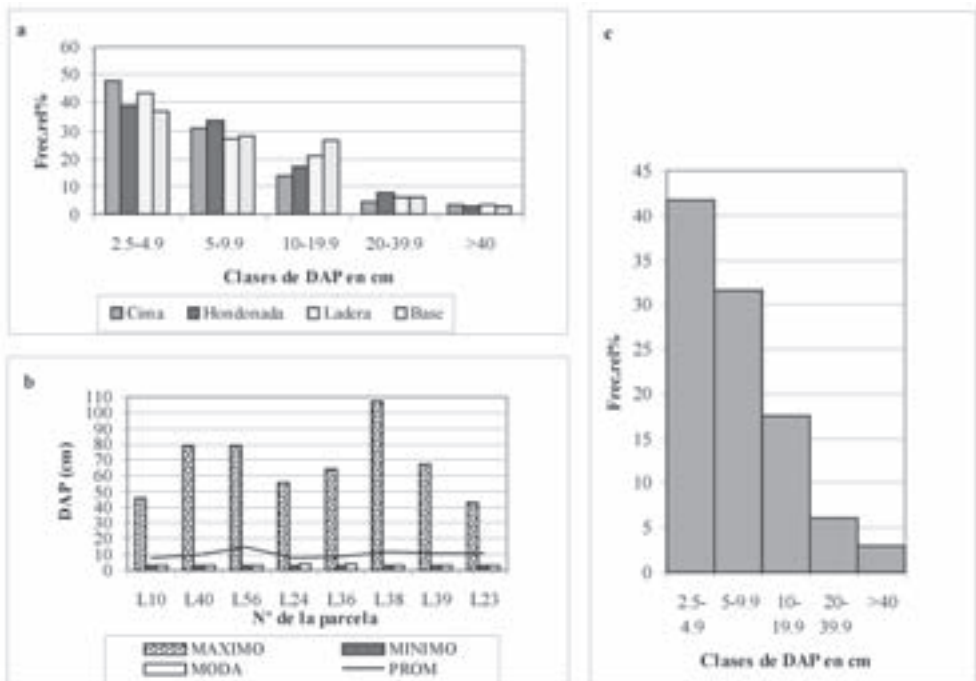 a
60
50
40
30
20
10
0
Frec.rel%
2.5-4.9 5-9.9 10-19.9 20-39.9 >40
Clases de DAP en cm
Cima Hondonada Ladera Base
b
110
100
90
80
70
60
50
40
30
20
10
0
DAP (cm)
L10 L40 L56 L24 L36 L38 L39 L23
N° de la parcela
MAXIMO MINIMO
MODA PROM
c
45
40
35
30
25
20
15
10
5
0
Frec.rel%
2.5- 5-9.9 10- 20- >40
4.9 19.9 39.9
Clases de DAP en cm